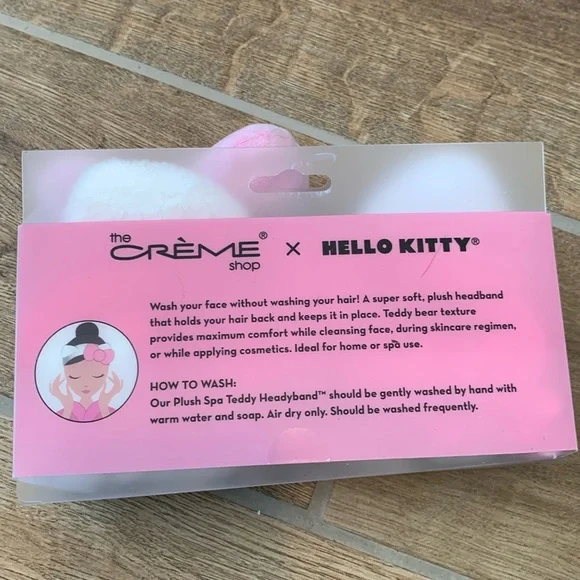 the
CRÈME® × HELLO KITTY®
shop
Wash your face without washing your hair! A super soft, plush headband
that holds your hair back and keeps it in place. Teddy bear texture
provides maximum comfort while cleansing face, during skincare regimen,
or while applying cosmetics. Ideal for home or spa use.
HOW TO WASH:
Our Plush Spa Teddy Headyband™ should be gently washed by hand with
warm water and soap. Air dry only. Should be washed frequently.